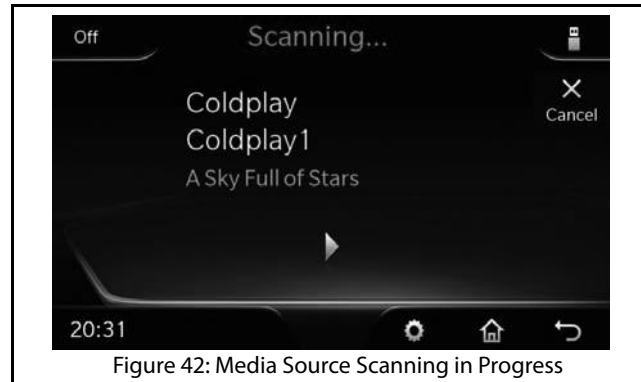 Off Scanning...
Coldplay
Cancel
Coldplay1
A Sky Full of Stars
20:31
Figure 42: Media Source Scanning in Progress